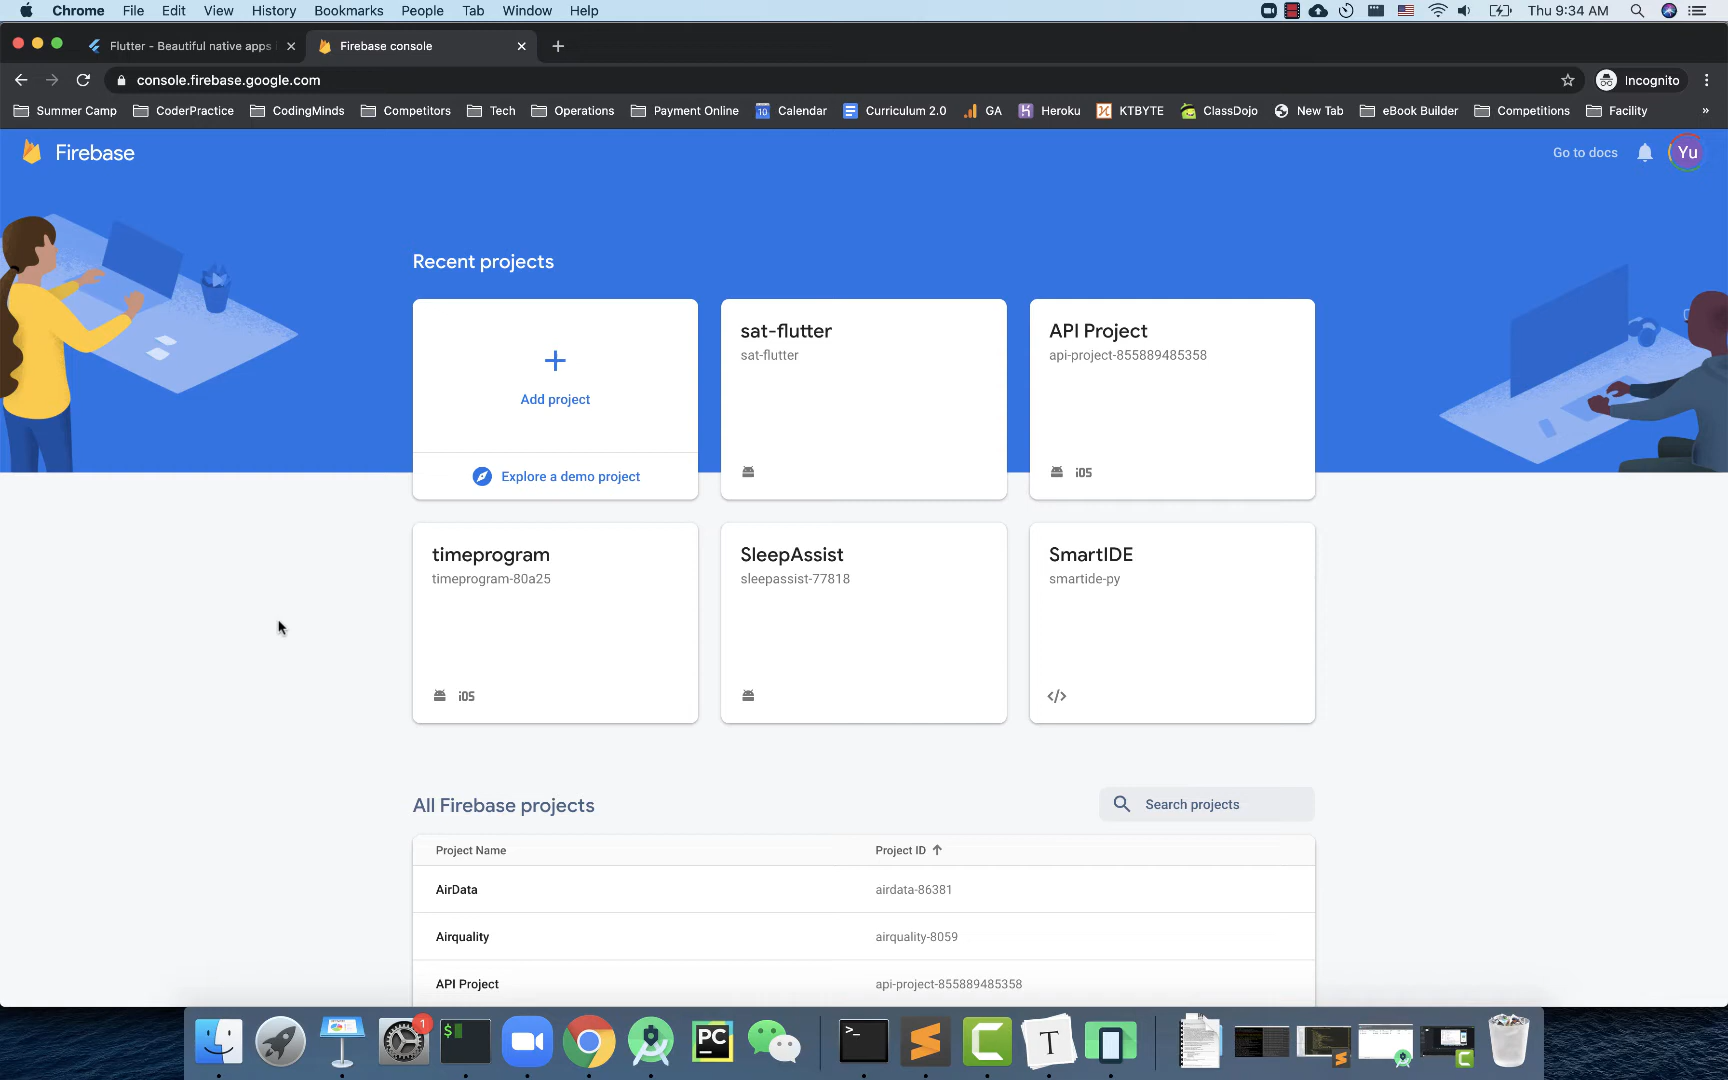 Chrome File Edit View History Bookmarks People Tab Window Help Thu 9:34 AM
Flutter - Beautiful native apps Firebase console
console.firebase.google.com Incognito
Summer Camp CoderPractice CodingMinds Competitors Tech Operations Payment Online 10 Calendar Curriculum 2.0 GA Heroku KTBYTE ClassDojo New Tab eBook Builder Competitions Facility »
Firebase Go to docs Yu
Recent projects
Add project
Explore a demo project
sat-flutter
sat-flutter
API Project
api-project-855889485358
iOS
timeprogram
timeprogram-80a25
iOS
SleepAssist
sleepassist-77818
SmartIDE
smartide-py
</>
All Firebase projects
Search projects
Project Name Project ID
AirData airdata-86381
Airquality airquality-8059
API Project api-project-855889485358
1 $ PC >_ S C T